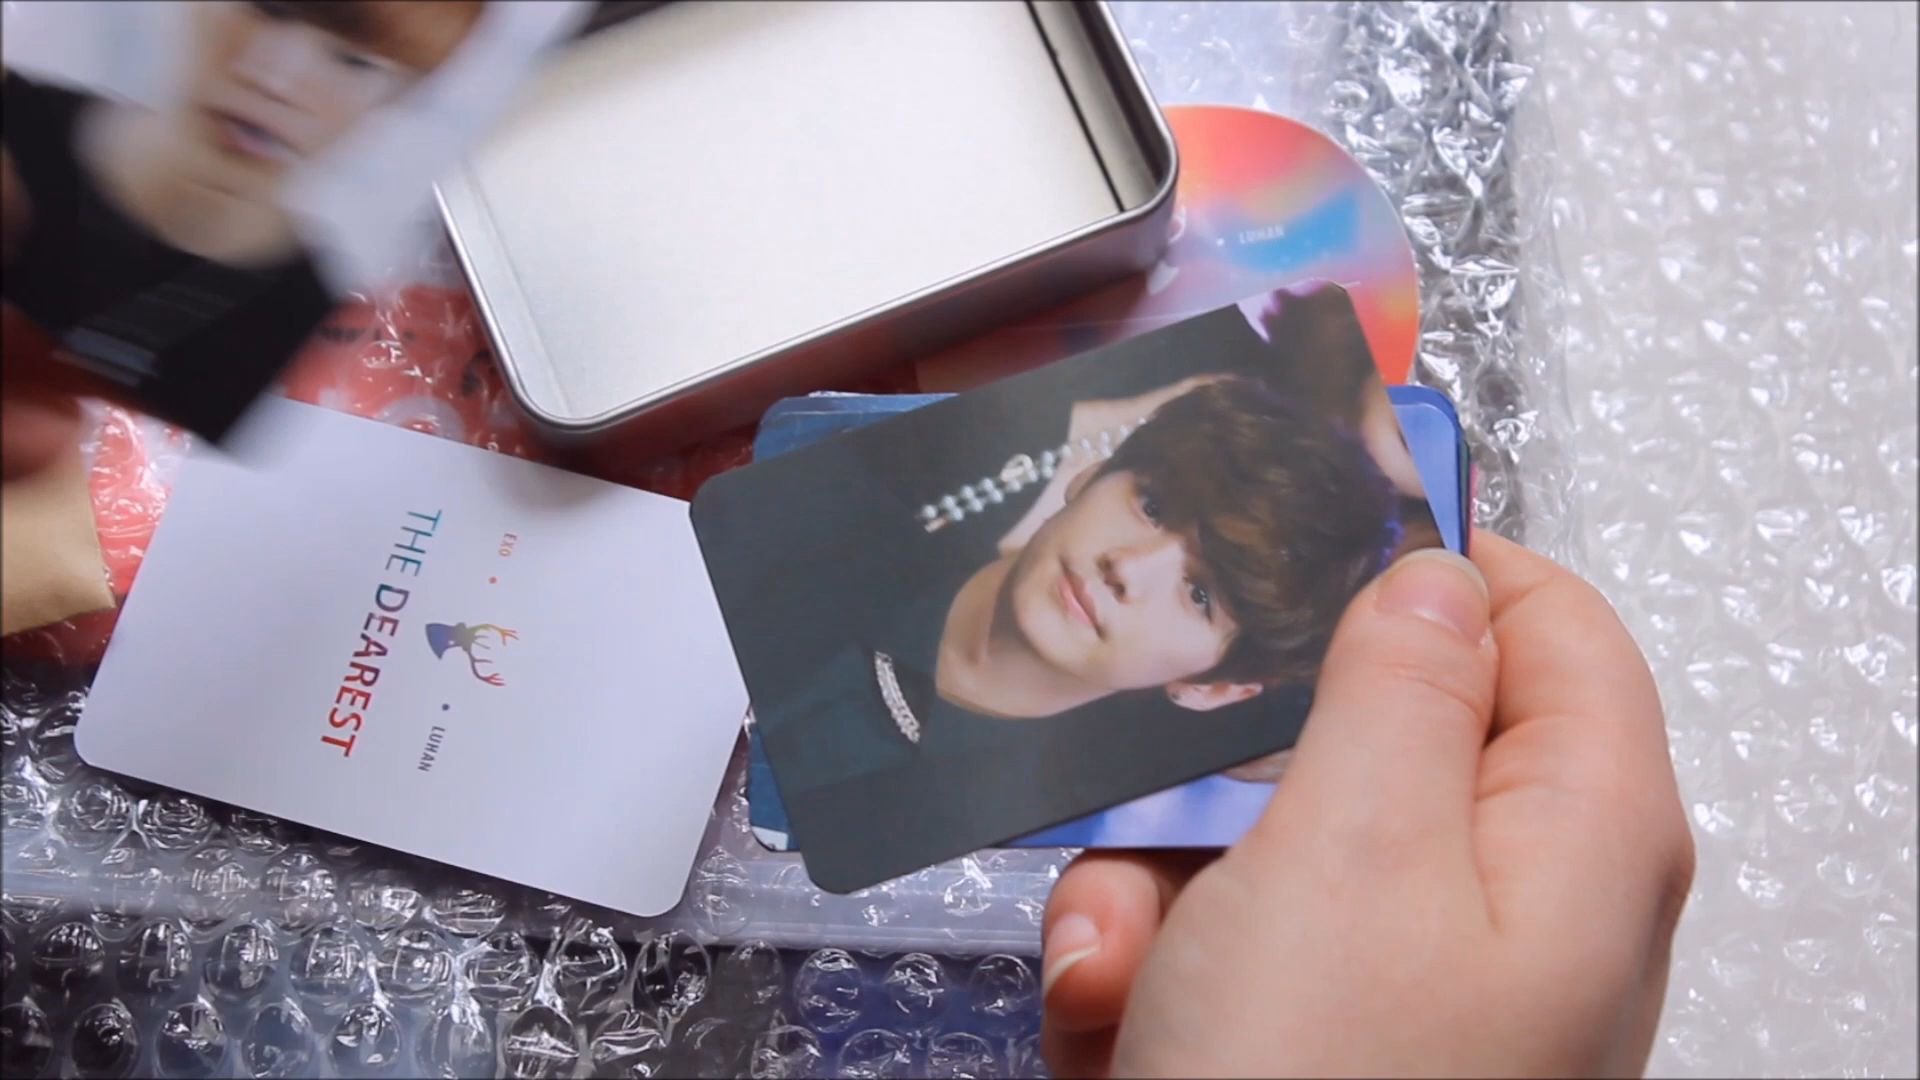 LUHAN
EXO • • LUHAN
THE DEAREST